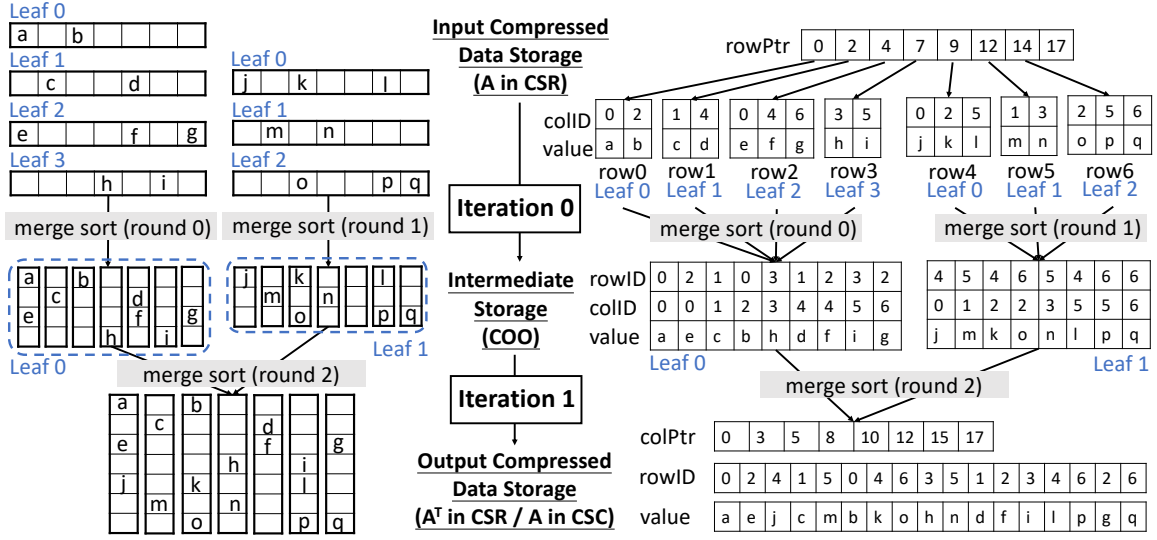 Leaf 0
a b
Leaf 1
c d
Leaf 2
e f g
Leaf 3
h i
Leaf 0
j k l
Leaf 1
m n
Leaf 2
o p q
merge sort (round 0)
merge sort (round 1)
a b
c d
e f g
h i
Leaf 0
j k l
m n
o p q
Leaf 1
merge sort (round 2)
a b
c d
e f g
h i
j k l
m n
o p q
Input Compressed
Data Storage
(A in CSR)
Iteration 0
Intermediate
Storage
(COO)
Iteration 1
Output Compressed
Data Storage
(Aᵀ in CSR / A in CSC)
rowPtr 0 2 4 7 9 12 14 17
colID 0 2 1 4 0 4 6 3 5 0 2 5 1 3 2 5 6
value a b c d e f g h i j k l m n o p q
row0 row1 row2 row3 row4 row5 row6
Leaf 0 Leaf 1 Leaf 2 Leaf 3 Leaf 0 Leaf 1 Leaf 2
merge sort (round 0) merge sort (round 1)
rowID 0 2 1 0 3 1 2 3 2
colID 0 0 1 2 3 4 4 5 6
value a e c b h d f i g
Leaf 0
4 5 4 6 5 4 6 6
0 1 2 2 3 5 5 6
j m k o n l p q
Leaf 1
merge sort (round 2)
colPtr 0 3 5 8 10 12 15 17
rowID 0 2 4 1 5 0 4 6 3 5 1 2 3 4 6 2 6
value a e j c m b k o h n d f i l p g q